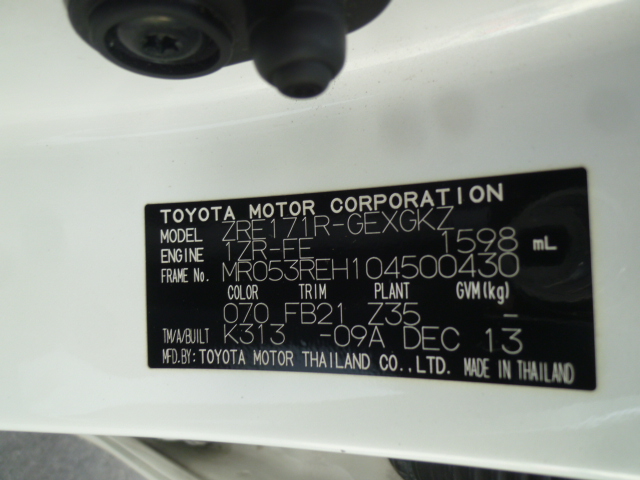 TOYOTA MOTOR CORPORATION
MODEL ZRE171R-GEXGKZ
ENGINE 1ZR-FE 1598 mL
FRAME No. MR053REH104500430
COLOR TRIM PLANT GVM(kg)
070 FB21 Z35 -
TM/A/BUILT K313 -09A DEC 13
MFD.BY: TOYOTA MOTOR THAILAND CO.,LTD. MADE IN THAILAND